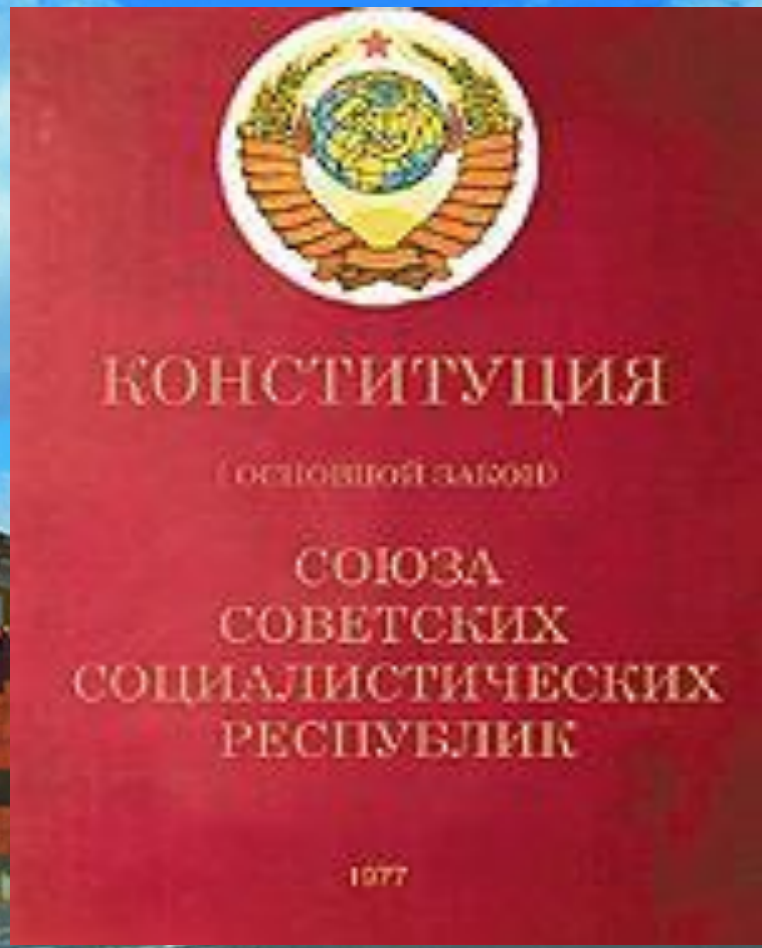 КОНСТИТУЦИЯ
(ОСНОВНОЙ ЗАКОН)
СОЮЗА
СОВЕТСКИХ
СОЦИАЛИСТИЧЕСКИХ
РЕСПУБЛИК
1977